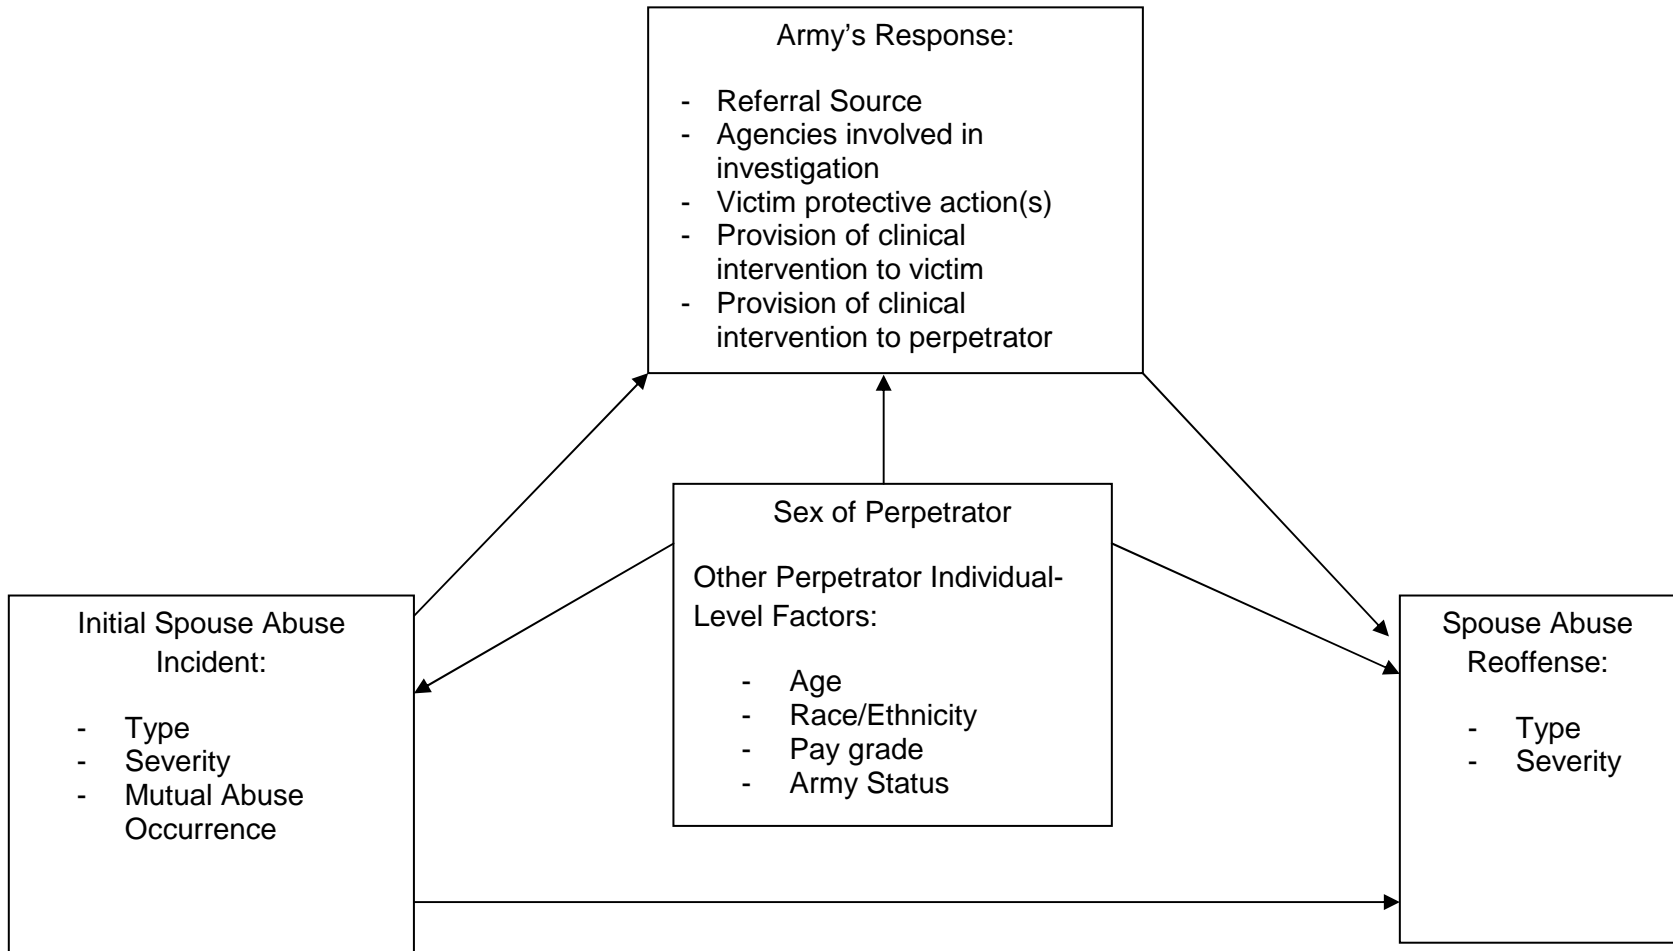 Army’s Response:
- Referral Source
- Agencies involved in
investigation
- Victim protective action(s)
- Provision of clinical
intervention to victim
- Provision of clinical
intervention to perpetrator
Sex of Perpetrator
Other Perpetrator Individual-
Level Factors:
- Age
- Race/Ethnicity
- Pay grade
- Army Status
Initial Spouse Abuse
Incident:
- Type
- Severity
- Mutual Abuse
Occurrence
Spouse Abuse
Reoffense:
- Type
- Severity